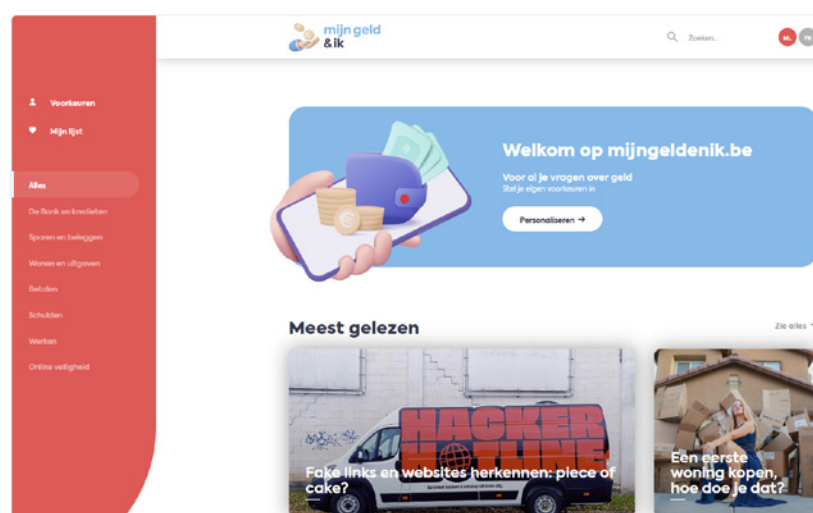 mijn geld
& ik
Zoeken...
NL
FR
Voorkeuren
Mijn lijst
Alles
De Bank en kredieten
Sparen en beleggen
Wonen en uitgaven
Betalen
Schulden
Werken
Online veiligheid
Welkom op mijngeldenik.be
Voor al je vragen over geld
Stel je eigen voorkeuren in
Personaliseren →
Meest gelezen
Zie alles
HACKER
HOTLINE
Fake links en websites herkennen: piece of
cake?
Een eerste
woning kopen,
hoe doe je dat?